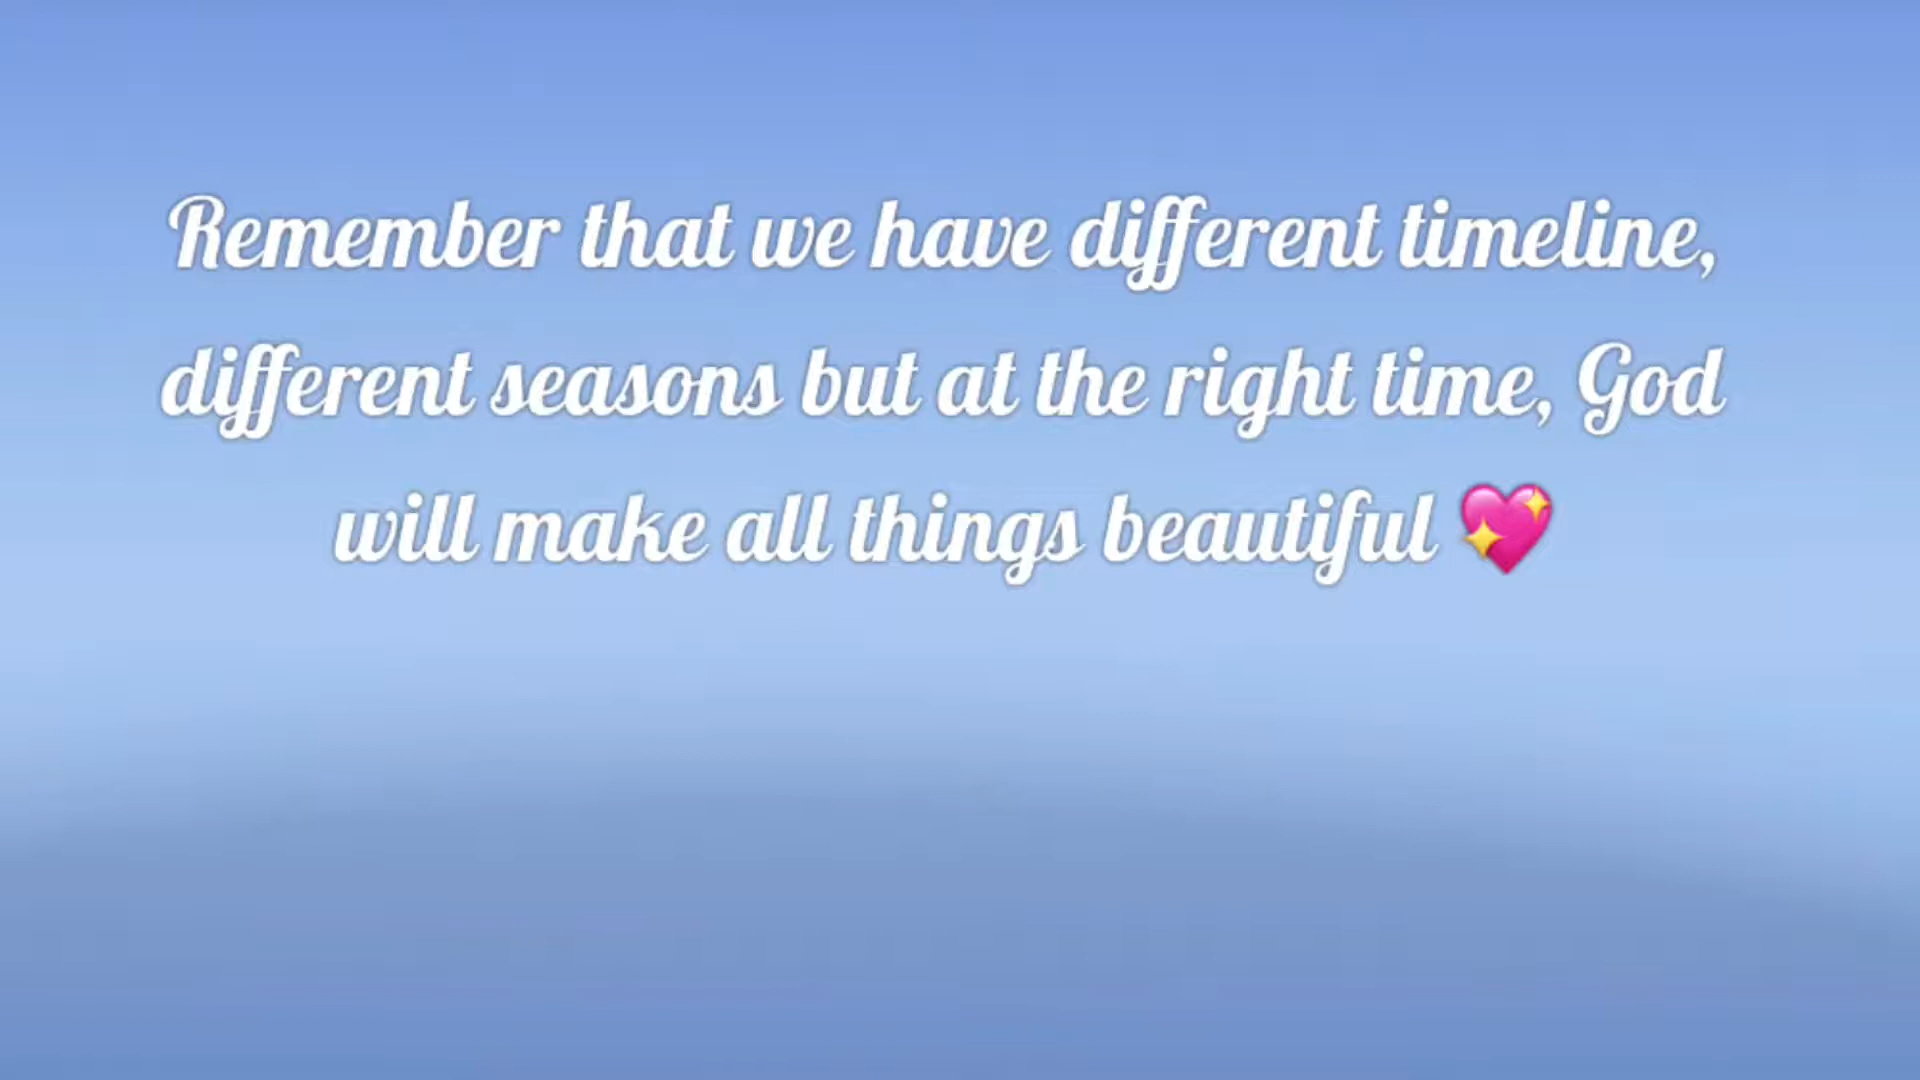 Remember that we have different timeline,
different seasons but at the right time, God
will make all things beautiful 💖